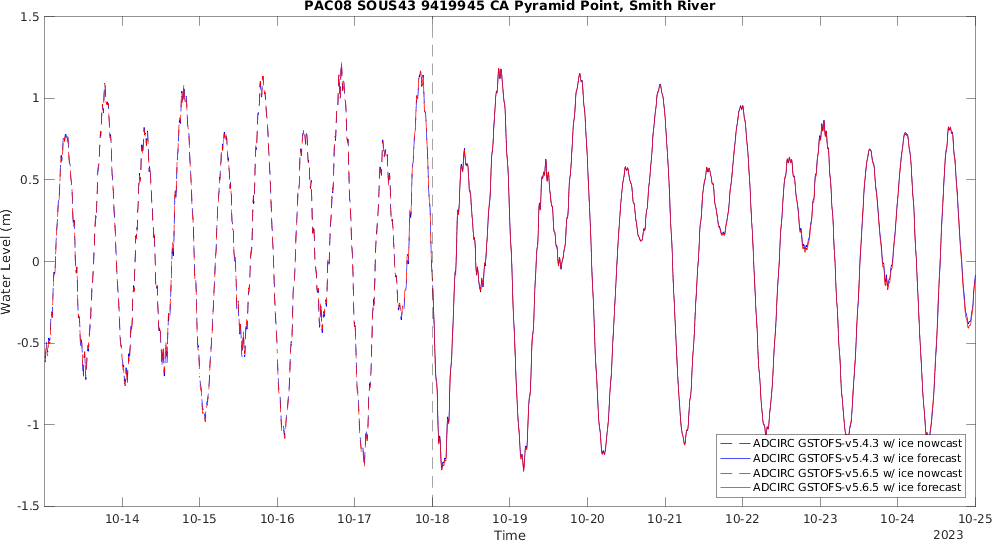 PAC08 SOUS43 9419945 CA Pyramid Point, Smith River
1.5
1
0.5
0
-0.5
-1
-1.5
Water Level (m)
ADCIRC GSTOFS-v5.4.3 w/ ice nowcast
ADCIRC GSTOFS-v5.4.3 w/ ice forecast
ADCIRC GSTOFS-v5.6.5 w/ ice nowcast
ADCIRC GSTOFS-v5.6.5 w/ ice forecast
10-14 10-15 10-16 10-17 10-18 10-19 10-20 10-21 10-22 10-23 10-24 10-25
Time
2023